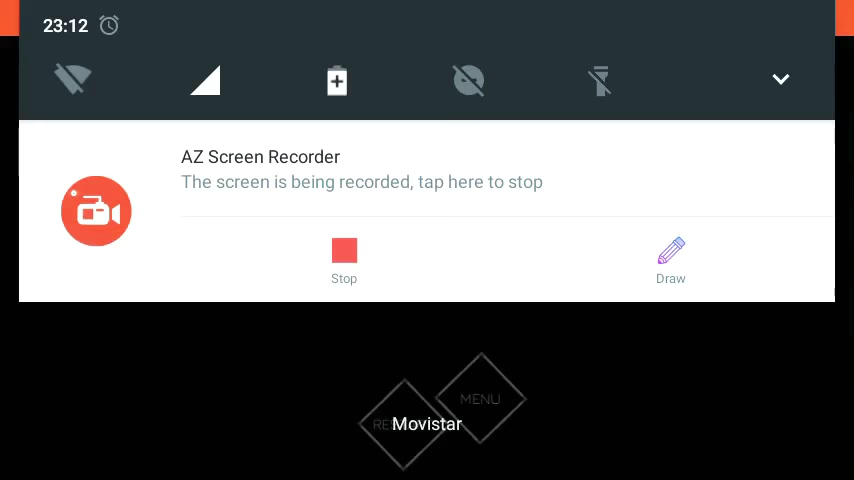 23:12
AZ Screen Recorder
The screen is being recorded, tap here to stop
Stop
Draw
MENU
Movistar